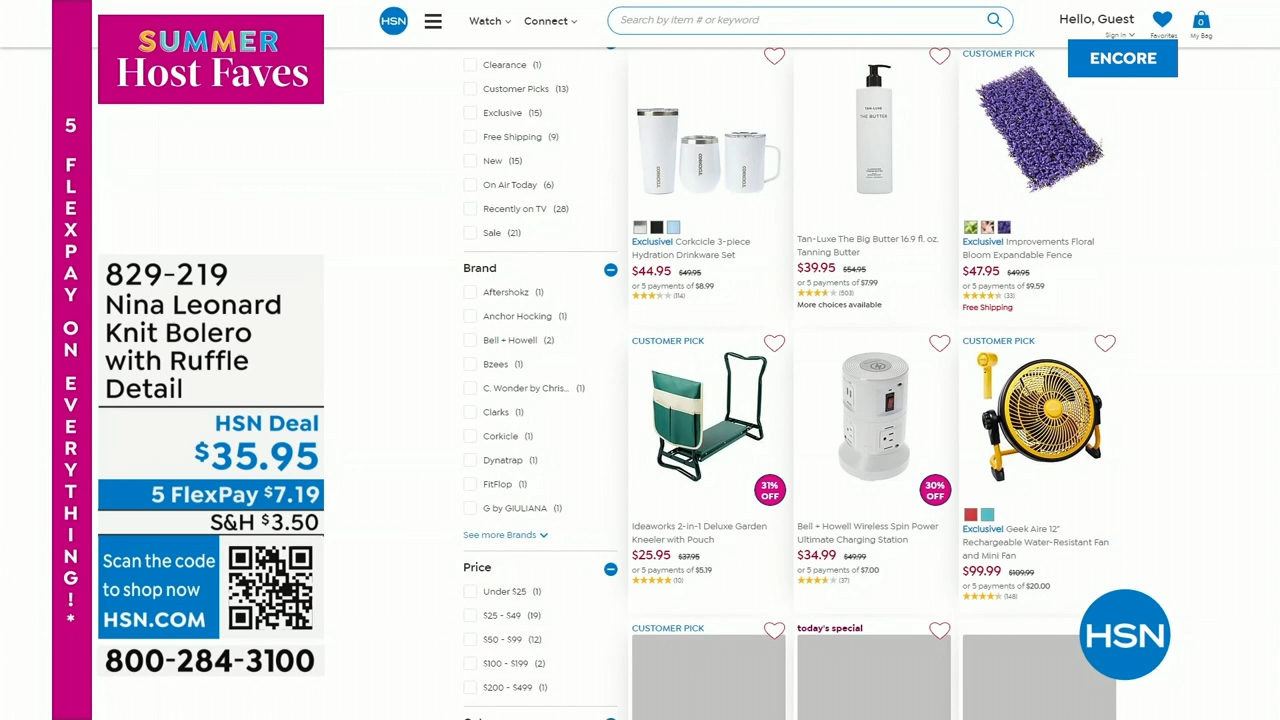 SUMMER
Host Faves
5 FLEXPAY ON EVERYTHING!*
829-219
Nina Leonard
Knit Bolero
with Ruffle
Detail
HSN Deal
$35.95
5 FlexPay $7.19
S&H $3.50
Scan the code
to shop now
HSN.COM
800-284-3100
HSN
Watch
Connect
Search by item # or keyword
Hello, Guest
Sign In
Favorites
0
My Bag
ENCORE
Clearance (1)
Customer Picks (13)
Exclusive (15)
Free Shipping (9)
New (15)
On Air Today (6)
Recently on TV (28)
Sale (21)
Brand
Aftershokz (1)
Anchor Hocking (1)
Bell + Howell (2)
Bzees (1)
C. Wonder by Chris... (1)
Clarks (1)
Corkicle (1)
Dynatrap (1)
FitFlop (1)
G by GIULIANA (1)
See more Brands
Price
Under $25 (1)
$25 - $49 (19)
$50 - $99 (12)
$100 - $199 (2)
$200 - $499 (1)
CORKCICLE
CORKCICLE
CORKCICLE
Exclusive! Corkcicle 3-piece
Hydration Drinkware Set
$44.95 $49.95
or 5 payments of $8.99
(114)
TAN-LUXE
THE BUTTER
Tan-Luxe The Big Butter 16.9 fl. oz.
Tanning Butter
$39.95 $54.95
or 5 payments of $7.99
(503)
More choices available
CUSTOMER PICK
Exclusive! Improvements Floral
Bloom Expandable Fence
$47.95 $49.95
or 5 payments of $9.59
(33)
Free Shipping
CUSTOMER PICK
31%
OFF
Ideaworks 2-in-1 Deluxe Garden
Kneeler with Pouch
$25.95 $37.95
or 5 payments of $5.19
(10)
30%
OFF
Bell + Howell Wireless Spin Power
Ultimate Charging Station
$34.99 $49.99
or 5 payments of $7.00
(37)
CUSTOMER PICK
Exclusive! Geek Aire 12"
Rechargeable Water-Resistant Fan
and Mini Fan
$99.99 $109.99
or 5 payments of $20.00
(148)
CUSTOMER PICK
today's special
HSN